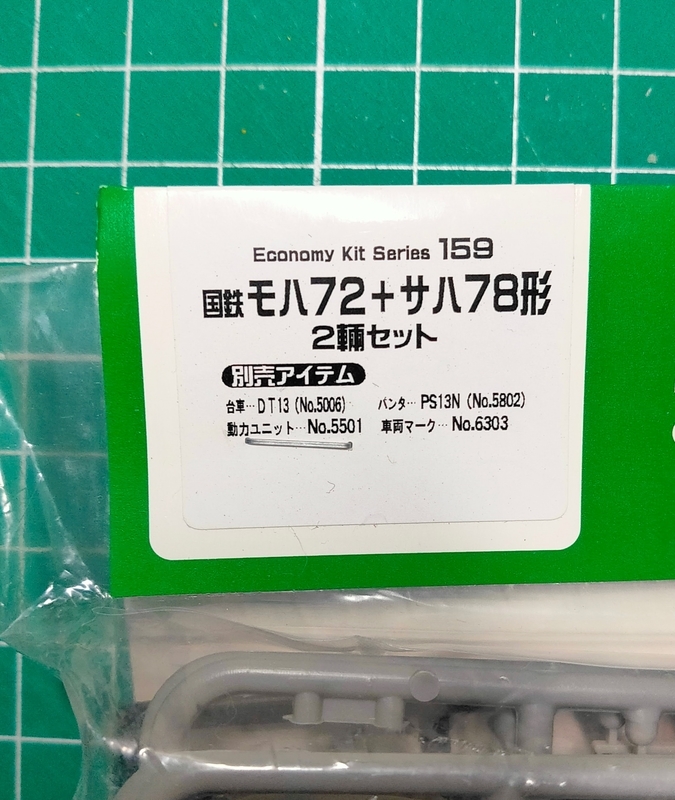 Economy Kit Series 159
国鉄モハ72+サハ78形
2輛セット
別売アイテム
台車…DT13（No.5006） パンタ…PS13N（No.5802）
動力ユニット…No.5501 車両マーク…No.6303